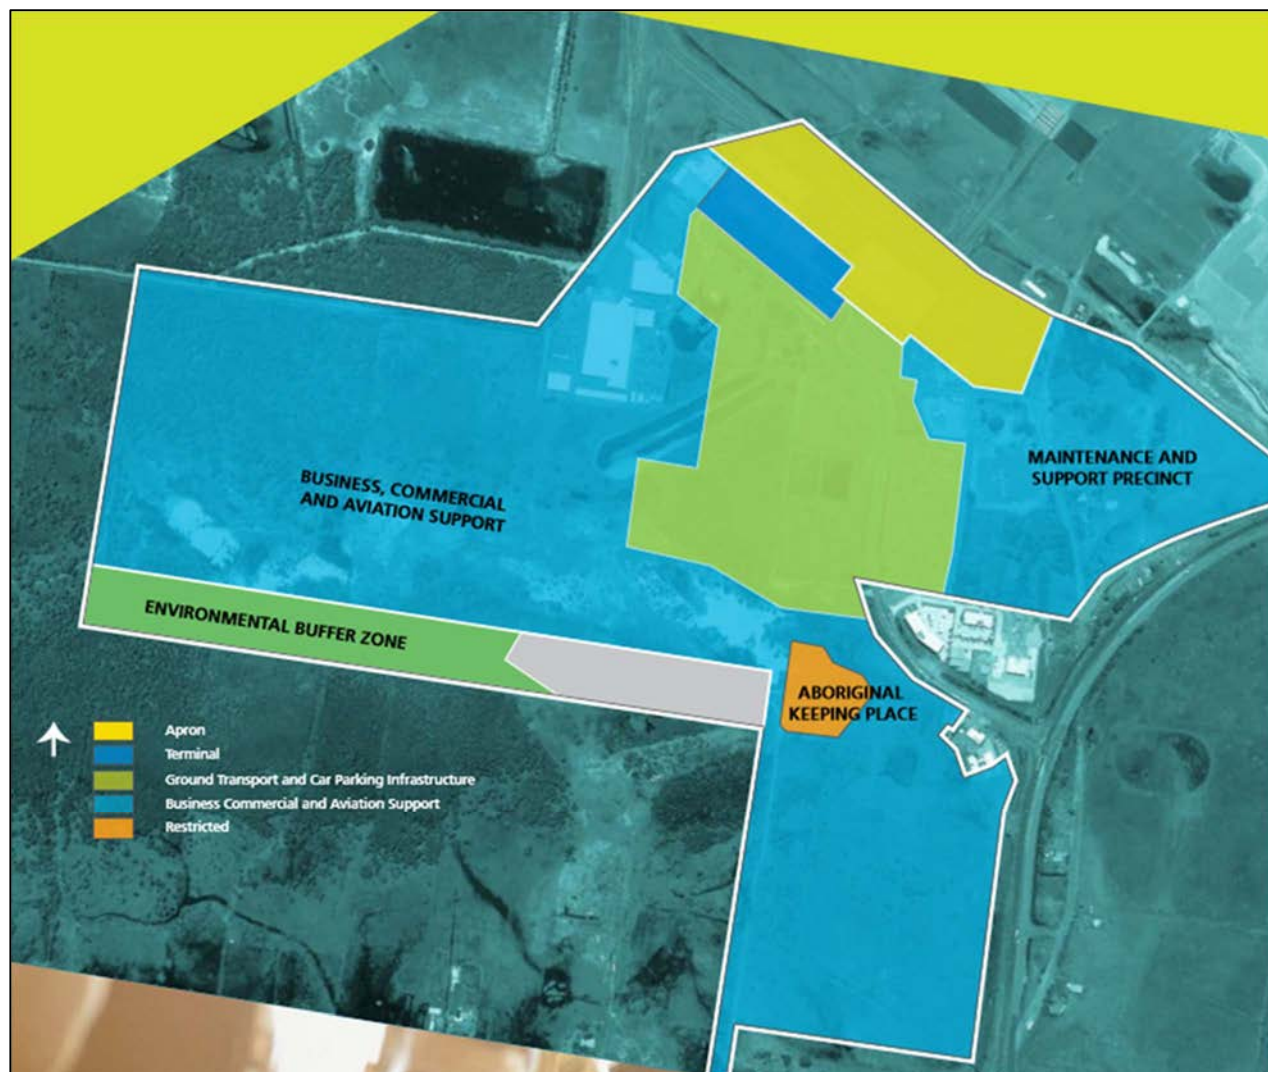 MAINTENANCE AND
SUPPORT PRECINCT
BUSINESS, COMMERCIAL
AND AVIATION SUPPORT
ENVIRONMENTAL BUFFER ZONE
ABORIGINAL
KEEPING PLACE
Apron
Terminal
Ground Transport and Car Parking Infrastructure
Business Commercial and Aviation Support
Restricted